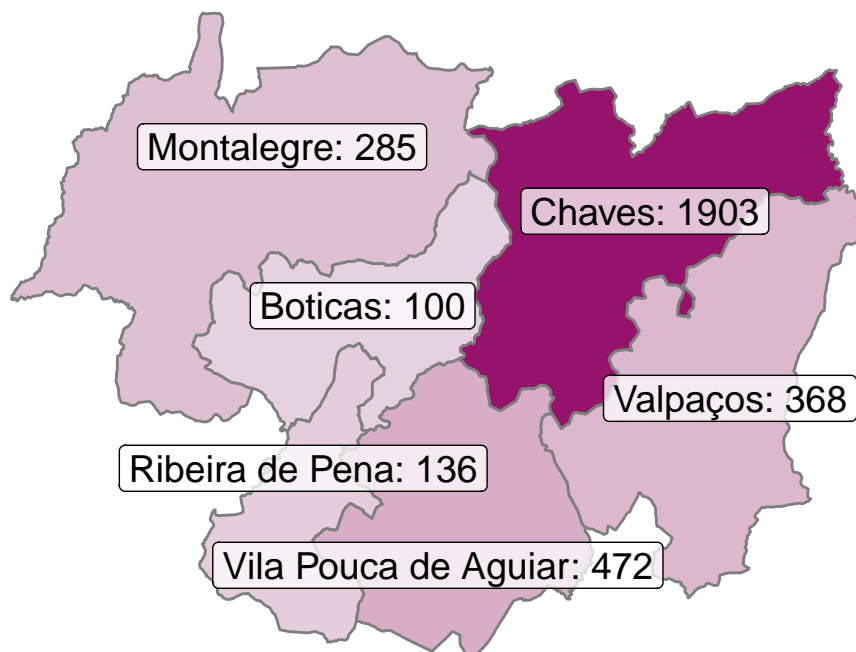 Montalegre: 285
Chaves: 1903
Boticas: 100
Valpaços: 368
Ribeira de Pena: 136
Vila Pouca de Aguiar: 472